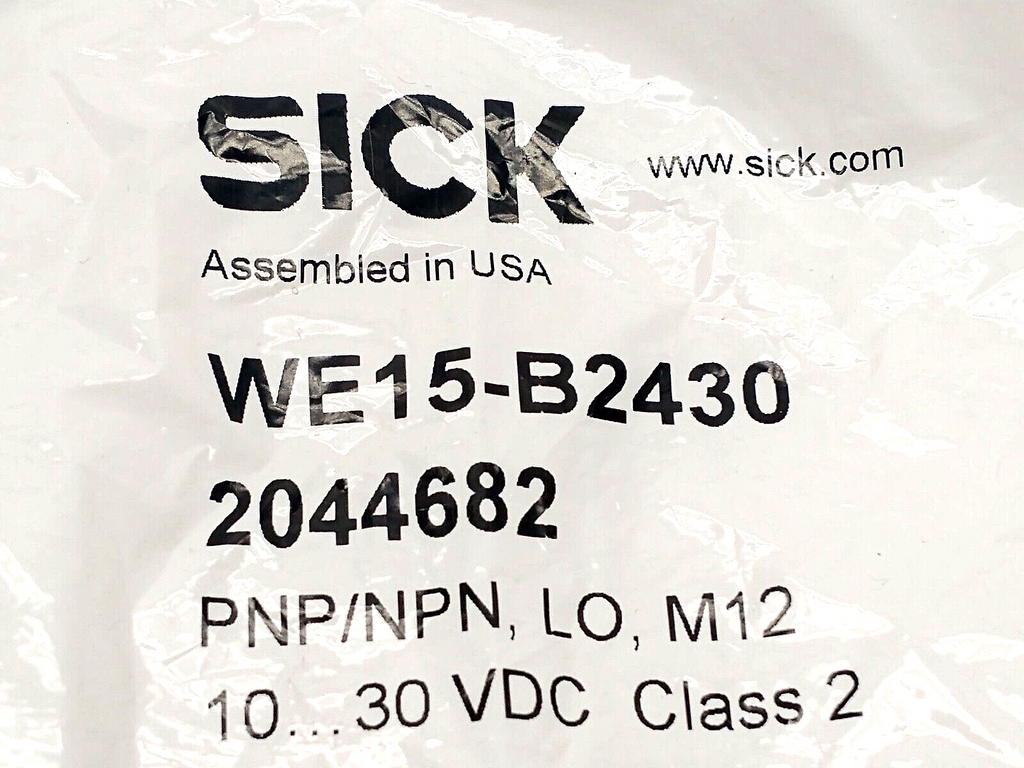 SICK www.sick.com
Assembled in USA
WE15-B2430
2044682
PNP/NPN, LO, M12
10...30 VDC Class 2